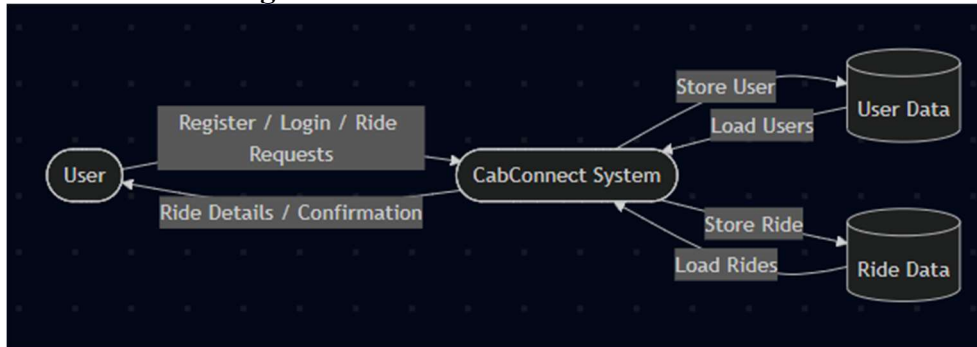 Register / Login / Ride
Requests
User
Ride Details / Confirmation
CabConnect System
Store User
Load Users
User Data
Store Ride
Load Rides
Ride Data